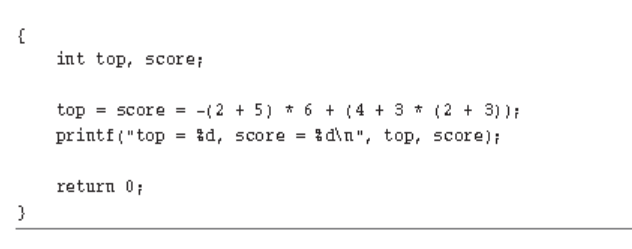 {
    int top, score;
    top = score = -(2 + 5) * 6 + (4 + 3 * (2 + 3));
    printf("top = %d, score = %d\n", top, score);
    return 0;
}